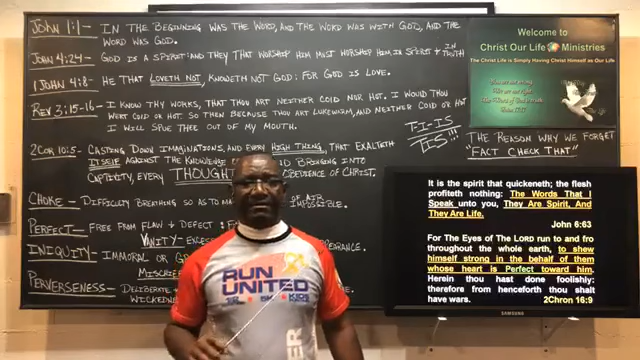 JOHN 1:1 - IN THE BEGINNING WAS THE WORD, AND THE WORD WAS WITH GOD, AND THE
WORD WAS GOD.
JOHN 4:24 - GOD IS A SPIRIT: AND THEY THAT WORSHIP HIM MUST WORSHIP HIM IN SPIRIT & IN TRUTH
1 JOHN 4:8 - HE THAT LOVETH NOT, KNOWETH NOT GOD: FOR GOD IS LOVE.
REV 3:15-16 - I KNOW THY WORKS, THAT THOU ART NEITHER COLD NOR HOT. I WOULD THOU
WERT COLD OR HOT. SO THEN BECAUSE THOU ART LUKEWARM, AND NEITHER COLD OR HOT
I WILL SPUE THEE OUT OF MY MOUTH.
2COR 10:5 - CASTING DOWN IMAGINATIONS, AND EVERY HIGH THING, THAT EXALTETH
ITSELF AGAINST THE KNOWLEDGE BRINGING INTO
CAPTIVITY, EVERY THOUGHT OBEDIENCE OF CHRIST.
CHOKE - DIFFICULTY BREATHING SO AS TO OF AIR
IMPOSSIBLE.
PERFECT - FREE FROM FLAW & DEFECT
VANITY
INIQUITY - IMMORAL OR
PERVERSENESS - DELIBERATE
T-I-IS
TIS!!!
Welcome to
Christ Our Life Ministries
The Christ Life is Simply Having Christ Himself as Our Life
THE REASON WHY WE FORGET
"FACT CHECK THAT"
It is the spirit that quickeneth; the flesh
profiteth nothing: The Words That I
Speak unto you, They are Spirit, And
They Are Life.
John 6:63
For The Eyes of The LORD run to and fro
throughout the whole earth, to shew
himself strong in the behalf of them
whose heart is Perfect toward him.
Herein thou hast done foolishly:
therefore from henceforth thou shalt
have wars. 2Chron 16:9
SAMSUNG
RUN
UNITED
5K